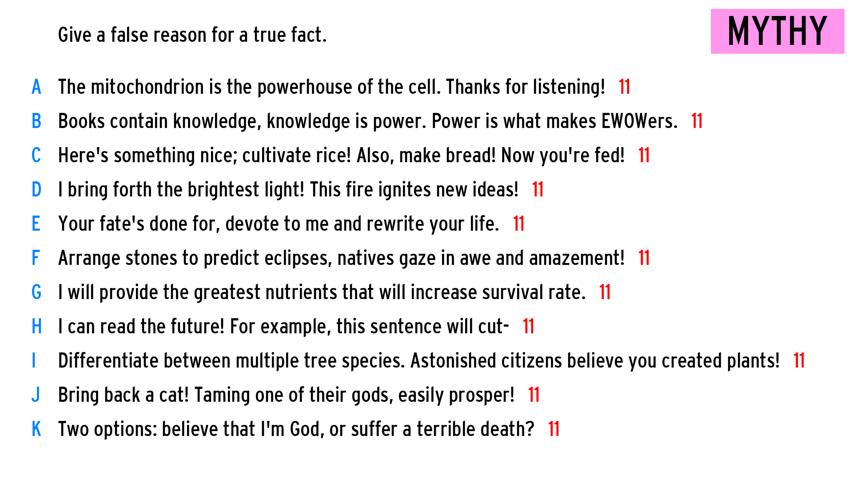 Give a false reason for a true fact.
MYTHY
A The mitochondrion is the powerhouse of the cell. Thanks for listening! 11
B Books contain knowledge, knowledge is power. Power is what makes EWOWers. 11
C Here's something nice; cultivate rice! Also, make bread! Now you're fed! 11
D I bring forth the brightest light! This fire ignites new ideas! 11
E Your fate's done for, devote to me and rewrite your life. 11
F Arrange stones to predict eclipses, natives gaze in awe and amazement! 11
G I will provide the greatest nutrients that will increase survival rate. 11
H I can read the future! For example, this sentence will cut- 11
I Differentiate between multiple tree species. Astonished citizens believe you created plants! 11
J Bring back a cat! Taming one of their gods, easily prosper! 11
K Two options: believe that I'm God, or suffer a terrible death? 11